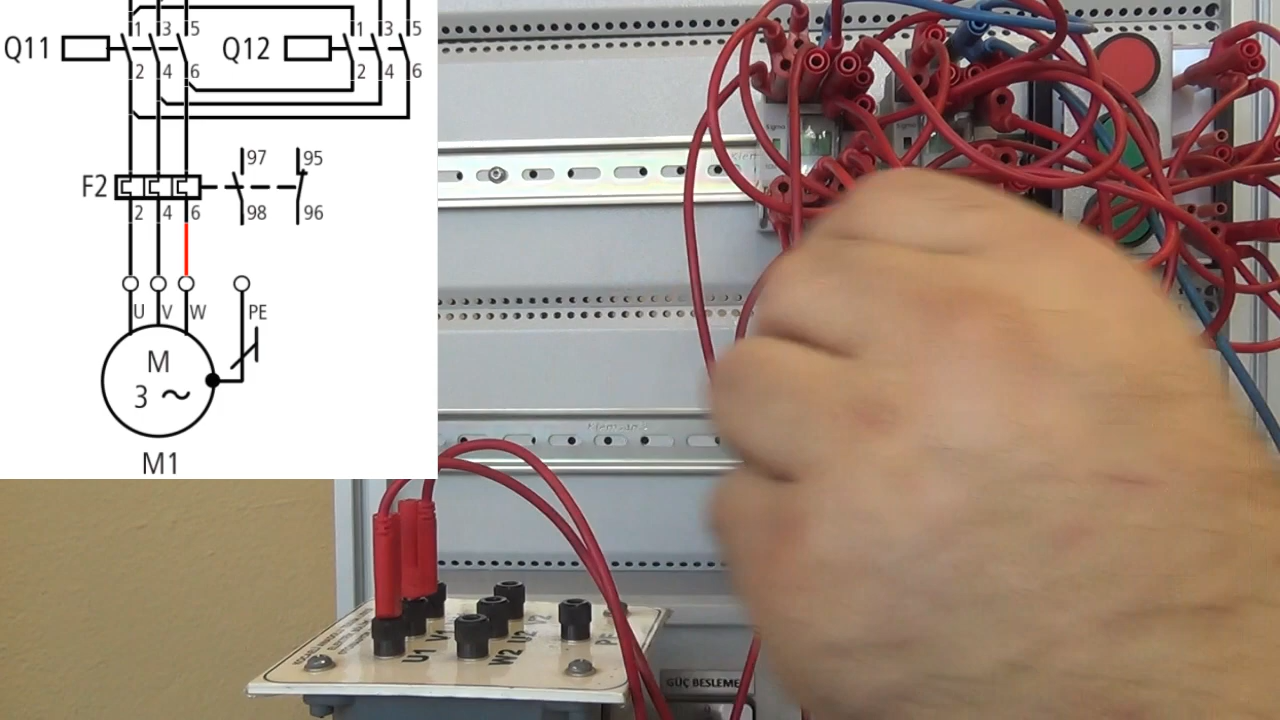 1 3 5 1 3 5
Q11 Q12
2 4 6 2 4 6
97 95
F2
2 4 6 98 96
U V W PE
M
3 ~
M1
U1 V1
W2 U2 V2
PE
GÜÇ BESLEME